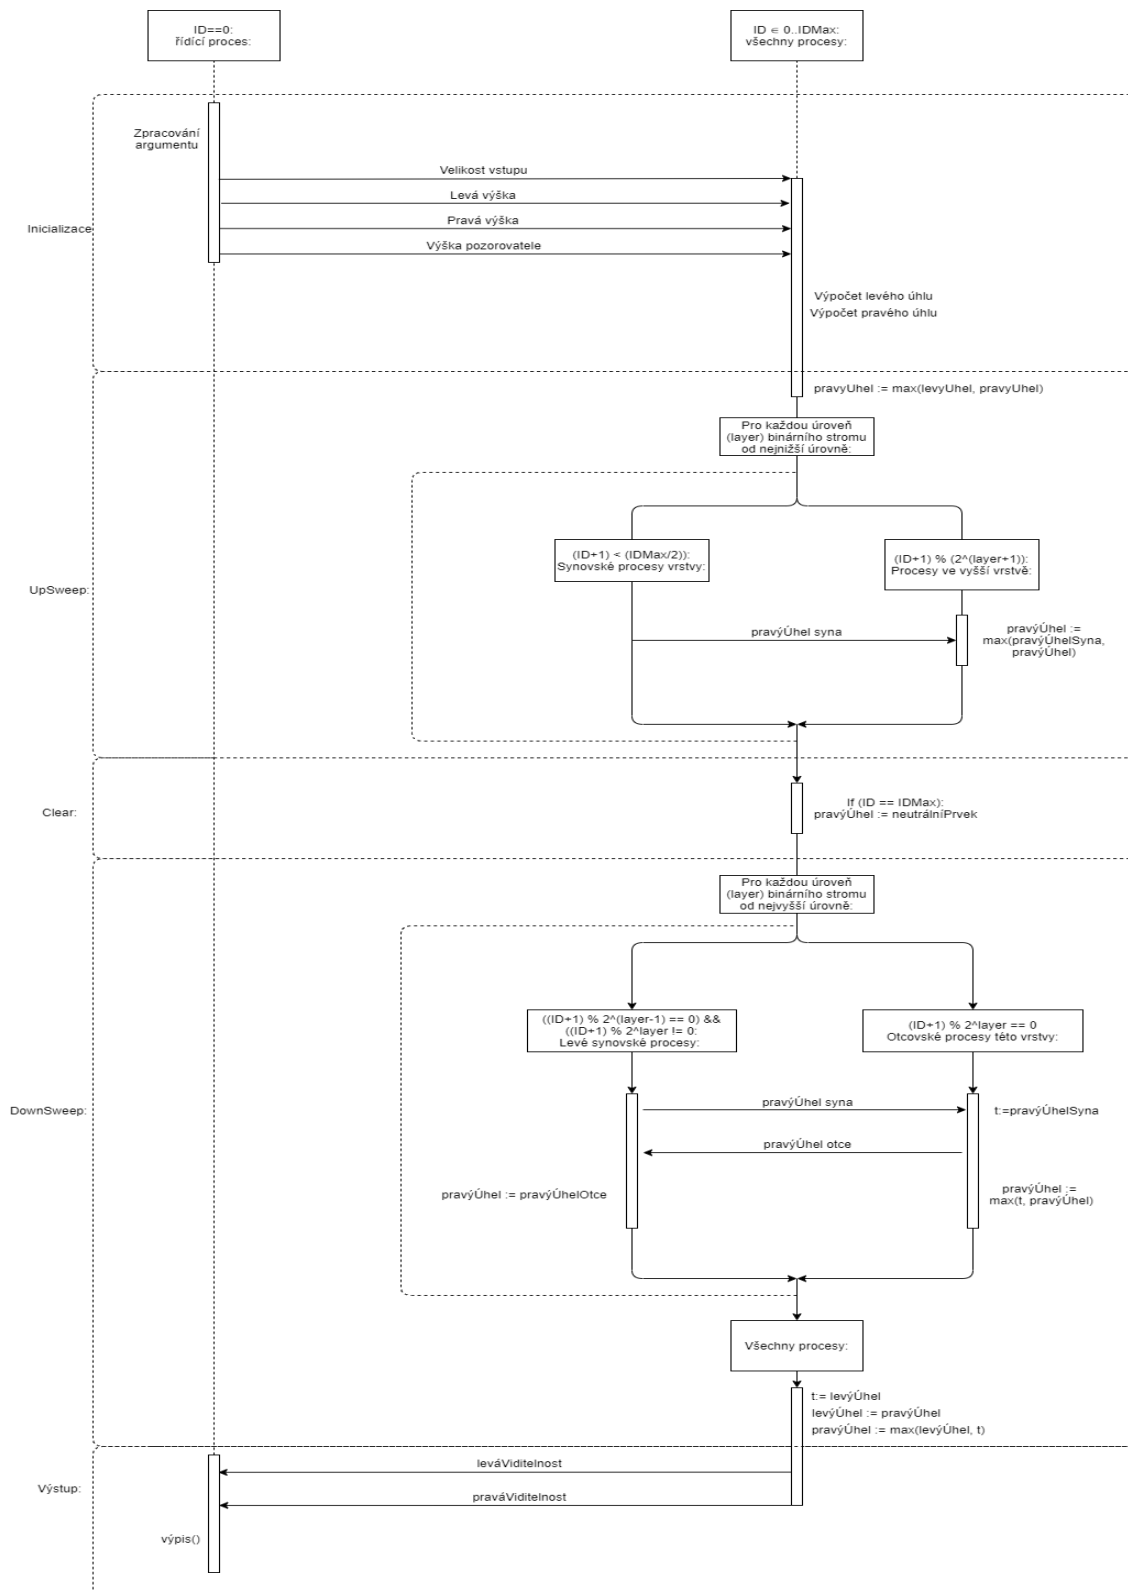 ID==0:
řídící proces:
ID ∈ 0..IDMax:
všechny procesy:
Zpracování
argumentu
Velikost vstupu
Levá výška
Pravá výška
Výška pozorovatele
Inicializace
Výpočet levého úhlu
Výpočet pravého úhlu
pravyUhel := max(levyUhel, pravyUhel)
Pro každou úroveň
(layer) binárního stromu
od nejnižší úrovně:
(ID+1) < (IDMax/2)):
Synovské procesy vrstvy:
(ID+1) % (2^(layer+1)):
Procesy ve vyšší vrstvě:
UpSweep:
pravýÚhel syna
pravýÚhel :=
max(pravýÚhelSyna,
pravýÚhel)
Clear:
If (ID == IDMax):
pravýÚhel := neutrálníPrvek
Pro každou úroveň
(layer) binárního stromu
od nejvyšší úrovně:
((ID+1) % 2^(layer-1) == 0) &&
((ID+1) % 2^layer != 0:
Levé synovské procesy:
(ID+1) % 2^layer == 0
Otcovské procesy této vrstvy:
DownSweep:
pravýÚhel syna
t:=pravýÚhelSyna
pravýÚhel otce
pravýÚhel := pravýÚhelOtce
pravýÚhel :=
max(t, pravýÚhel)
Všechny procesy:
t:= levýÚhel
levýÚhel := pravýÚhel
pravýÚhel := max(levýÚhel, t)
leváViditelnost
Výstup:
praváViditelnost
výpis()